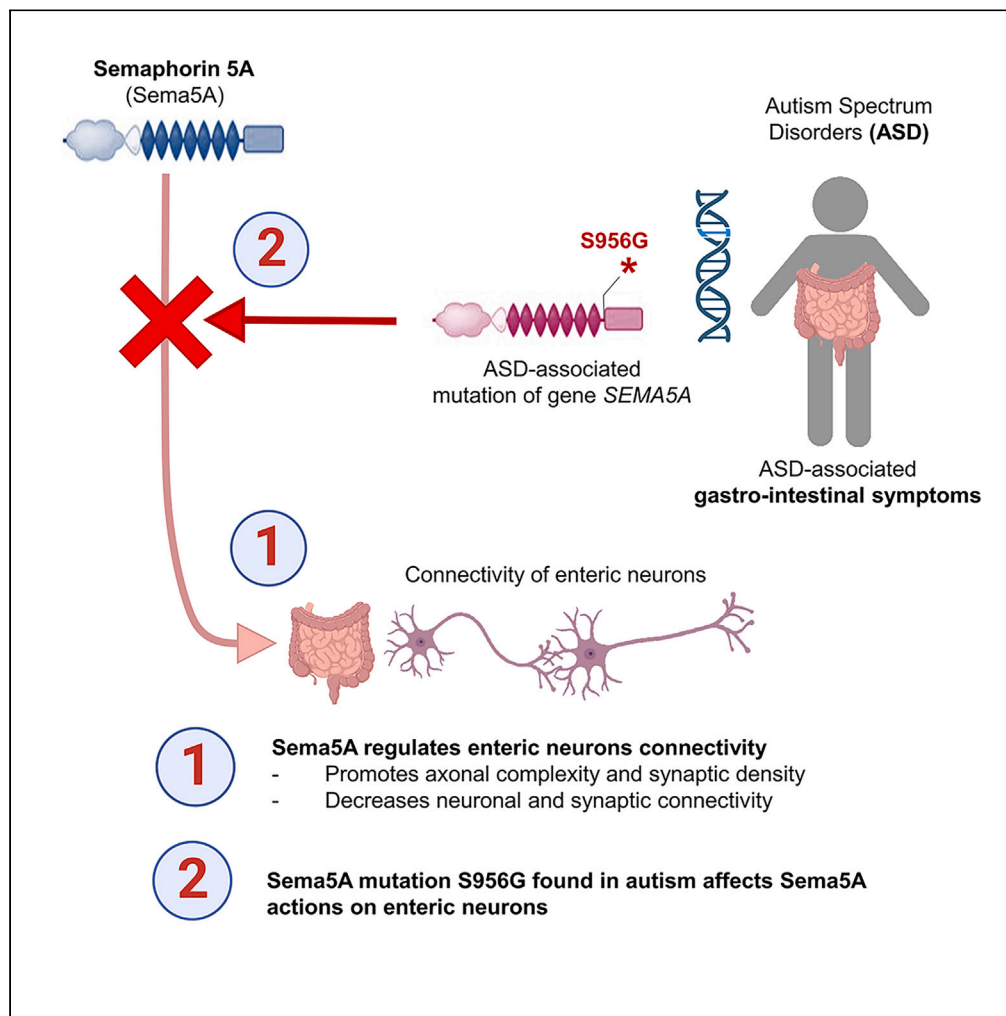 Semaphorin 5A
(Sema5A)
Autism Spectrum
Disorders (ASD)
2
S956G
*
ASD-associated
mutation of gene SEMA5A
ASD-associated
gastro-intestinal symptoms
1
Connectivity of enteric neurons
1
Sema5A regulates enteric neurons connectivity
- Promotes axonal complexity and synaptic density
- Decreases neuronal and synaptic connectivity
2
Sema5A mutation S956G found in autism affects Sema5A
actions on enteric neurons